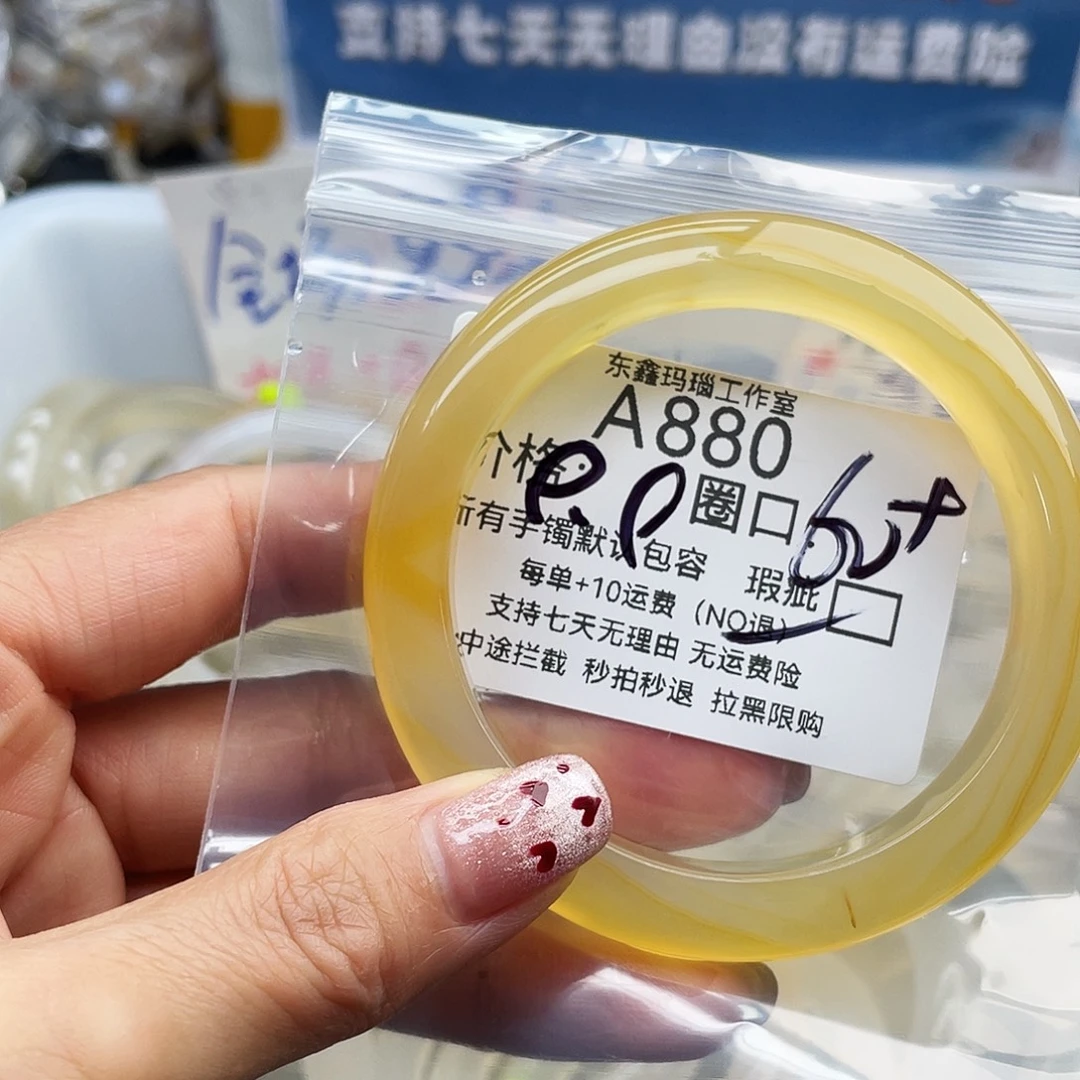 支持七天无理由没有运费险
东鑫玛瑙工作室
A880
价格:
圈口: 60+
所有手镯默认包容 瑕疵
每单+10运费 (NO退)
支持七天无理由 无运费险
中途拦截 秒拍秒退 拉黑限购